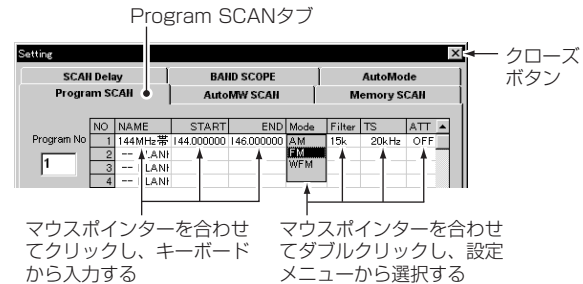 Program SCANタブ
Setting
クローズ
ボタン
SCAN Delay BAND SCOPE AutoMode
Program SCAN AutoMW SCAN Memory SCAN
NO NAME START END Mode Filter TS ATT
Program No 1 144MHz帯 144.000000 146.000000 AM 15k 20kHz OFF
1 2 -- FM
3 -- WFM
4 --
マウスポインターを合わせ
てクリックし、キーボード
から入力する
マウスポインターを合わせ
てダブルクリックし、設定
メニューから選択する